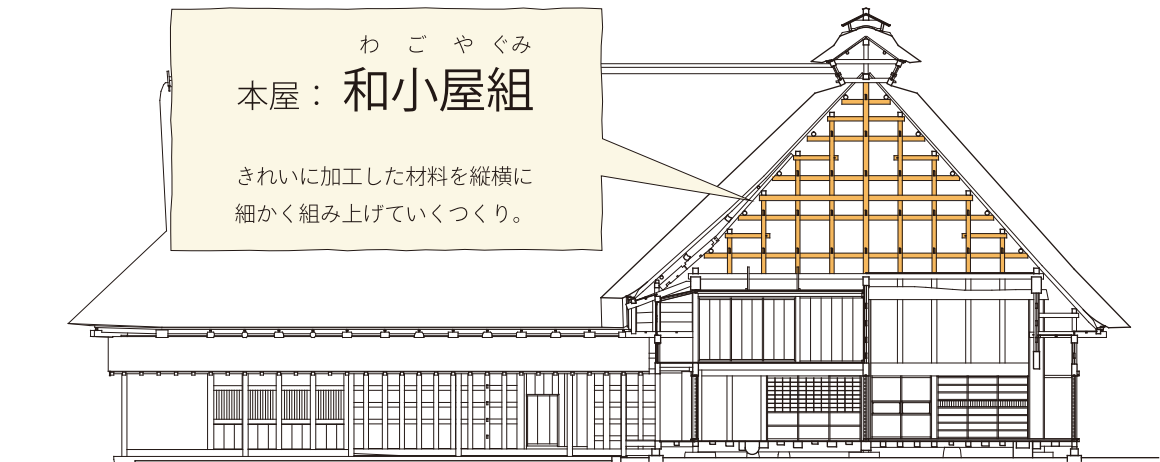 わ ご や ぐみ
本屋： 和小屋組
きれいに加工した材料を縦横に
細かく組み上げていくつくり。